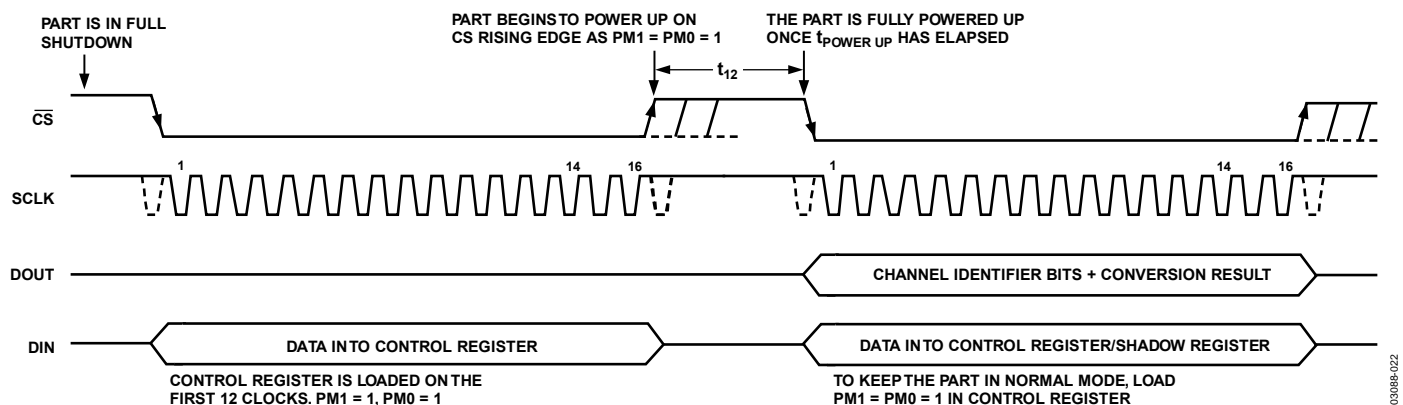 PART IS IN FULL
SHUTDOWN
PART BEGINS TO POWER UP ON
CS RISING EDGE AS PM1 = PM0 = 1
THE PART IS FULLY POWERED UP
ONCE tPOWER UP HAS ELAPSED
t12
CS
SCLK
1
14
16
1
14
16
DOUT
CHANNEL IDENTIFIER BITS + CONVERSION RESULT
DIN
DATA INTO CONTROL REGISTER
DATA INTO CONTROL REGISTER/SHADOW REGISTER
CONTROL REGISTER IS LOADED ON THE
FIRST 12 CLOCKS. PM1 = 1, PM0 = 1
TO KEEP THE PART IN NORMAL MODE, LOAD
PM1 = PM0 = 1 IN CONTROL REGISTER
03088-022